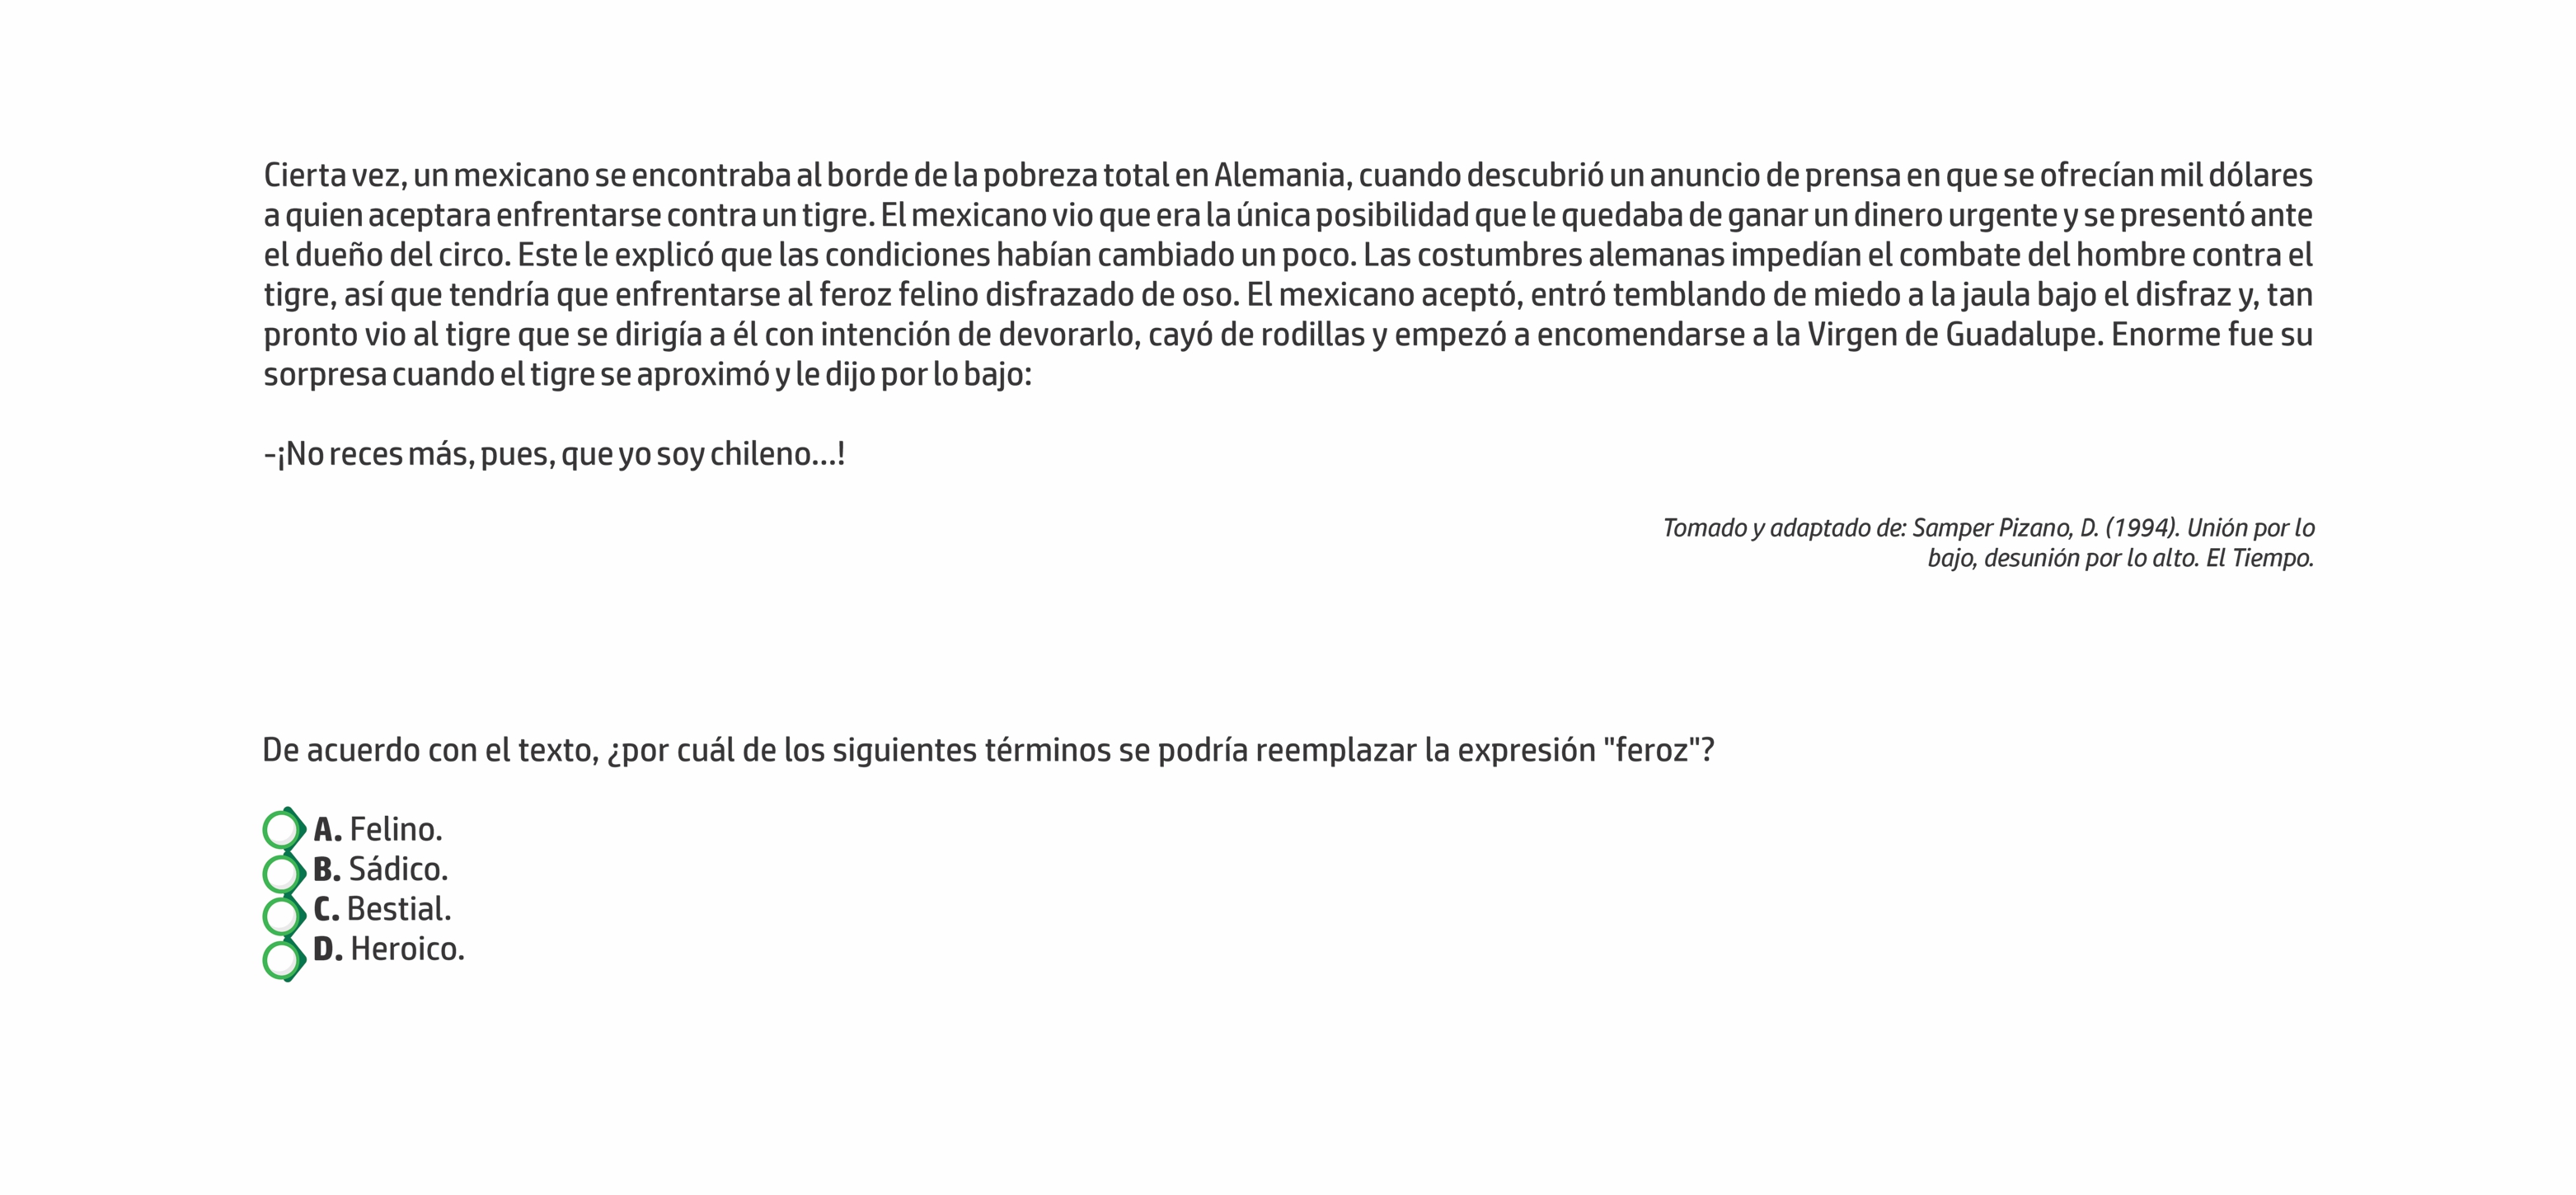 Cierta vez, un mexicano se encontraba al borde de la pobreza total en Alemania, cuando descubrió un anuncio de prensa en que se ofrecían mil dólares
a quien aceptara enfrentarse contra un tigre. El mexicano vio que era la única posibilidad que le quedaba de ganar un dinero urgente y se presentó ante
el dueño del circo. Este le explicó que las condiciones habían cambiado un poco. Las costumbres alemanas impedían el combate del hombre contra el
tigre, así que tendría que enfrentarse al feroz felino disfrazado de oso. El mexicano aceptó, entró temblando de miedo a la jaula bajo el disfraz y, tan
pronto vio al tigre que se dirigía a él con intención de devorarlo, cayó de rodillas y empezó a encomendarse a la Virgen de Guadalupe. Enorme fue su
sorpresa cuando el tigre se aproximó y le dijo por lo bajo:
-¡No reces más, pues, que yo soy chileno...!
Tomado y adaptado de: Samper Pizano, D. (1994). Unión por lo
bajo, desunión por lo alto. El Tiempo.
De acuerdo con el texto, ¿por cuál de los siguientes términos se podría reemplazar la expresión "feroz"?
A. Felino.
B. Sádico.
C. Bestial.
D. Heroico.